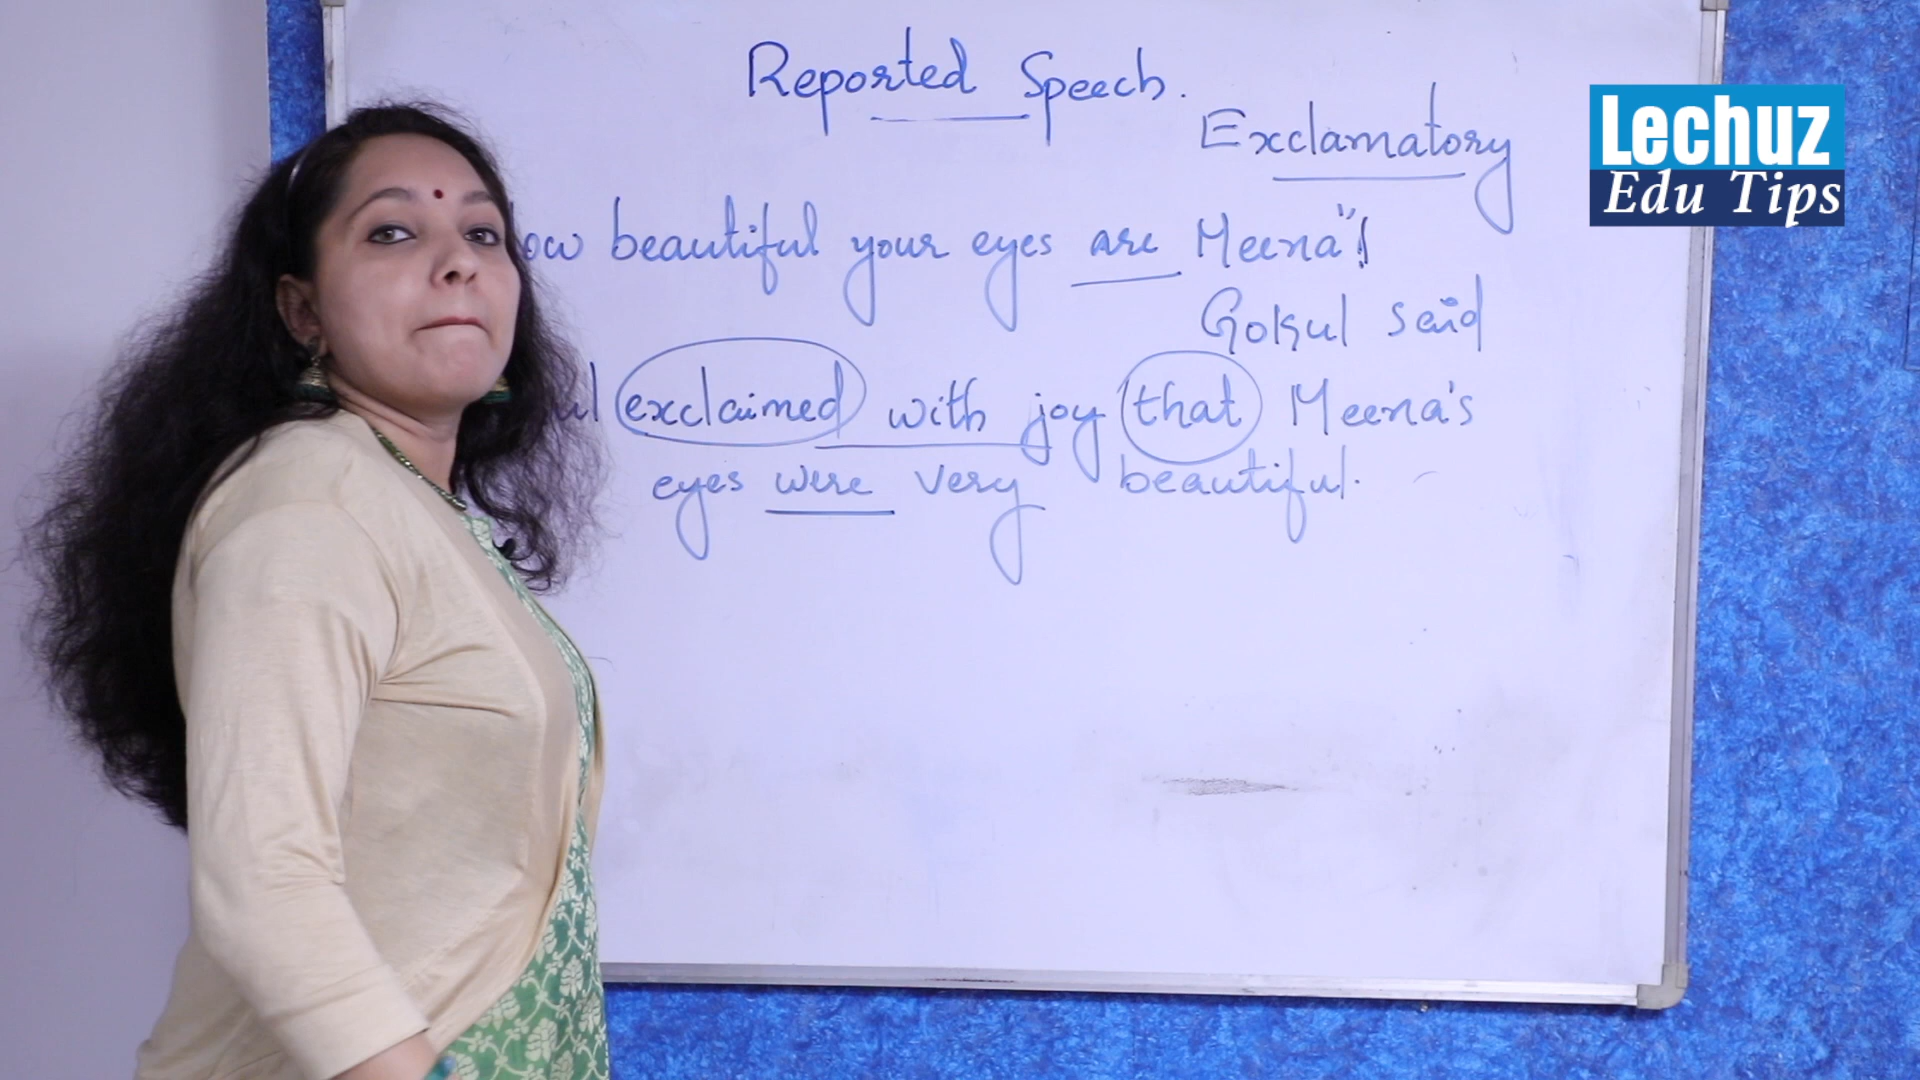 Reported Speech.
Exclamatory
Lechuz
Edu Tips
beautiful your eyes are Meena"!
Gokul said
exclaimed with joy that Meena's
eyes were very beautiful.